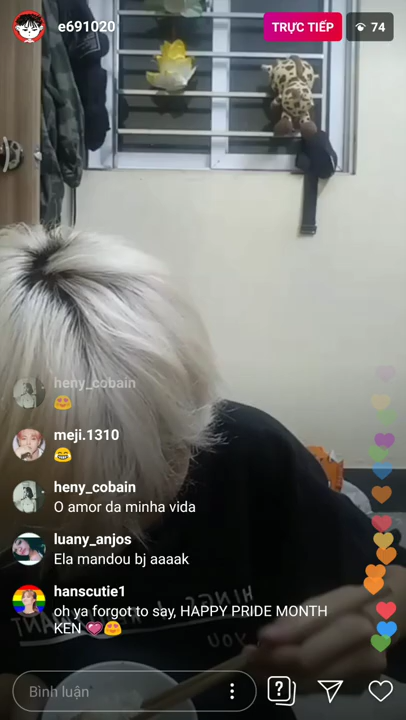 e691020
TRỰC TIẾP
74
heny_cobain
😍
meji.1310
😂
heny_cobain
O amor da minha vida
luany_anjos
Ela mandou bj aaaak
hanscutie1
oh ya forgot to say, HAPPY PRIDE MONTH
KEN 💗😍
Bình luận
YOU